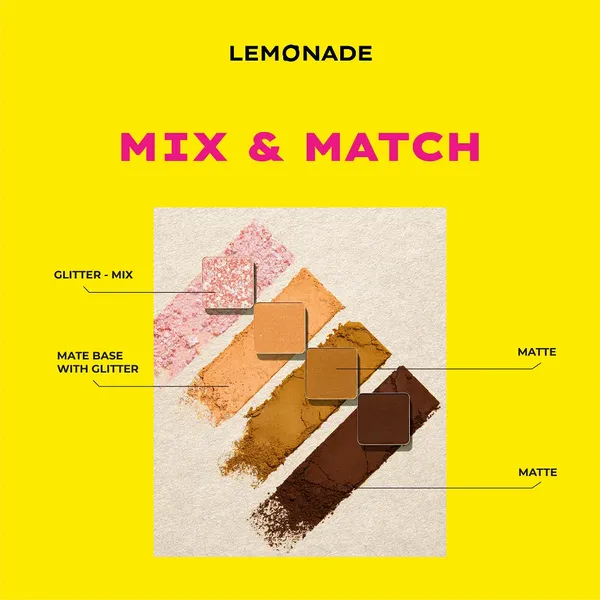 LEMONADE
MIX & MATCH
GLITTER - MIX
MATE BASE
WITH GLITTER
MATTE
MATTE